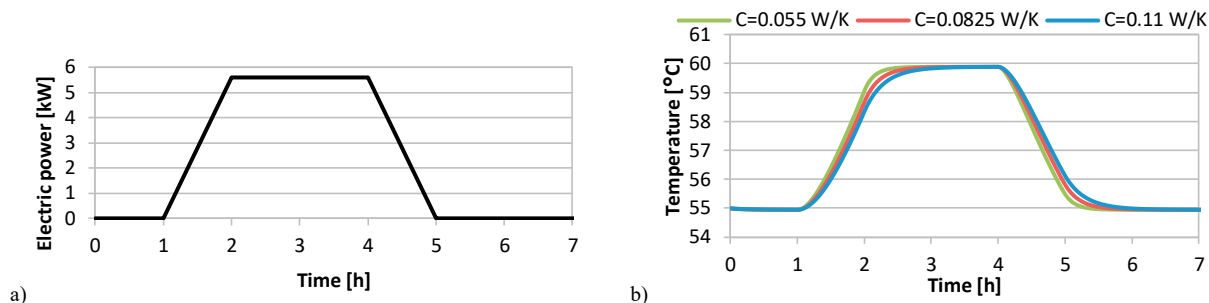 C=0.055 W/K C=0.0825 W/K C=0.11 W/K
Electric power [kW]
6
5
4
3
2
1
0
0 1 2 3 4 5 6 7
Time [h]
a)
Temperature [°C]
61
60
59
58
57
56
55
54
0 1 2 3 4 5 6 7
Time [h]
b)